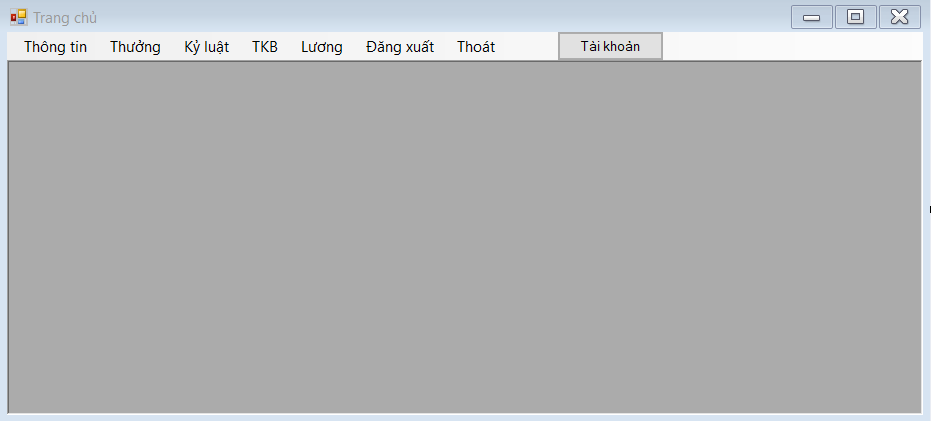 Trang chủ
Thông tin Thưởng Kỷ luật TKB Lương Đăng xuất Thoát Tài khoản